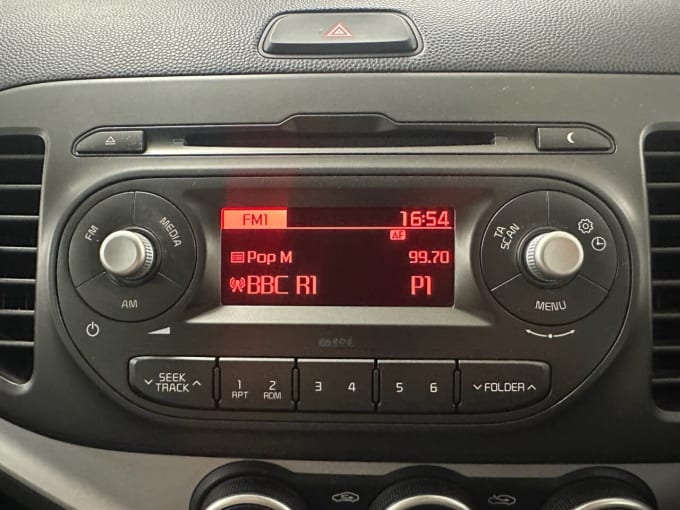 FM1 16:54
AF
Pop M 99.70
BBC R1 P1
FM MEDIA
AM
TA
SCAN
MENU
SEEK
TRACK
1 2 3 4 5 6
RPT RDM
FOLDER